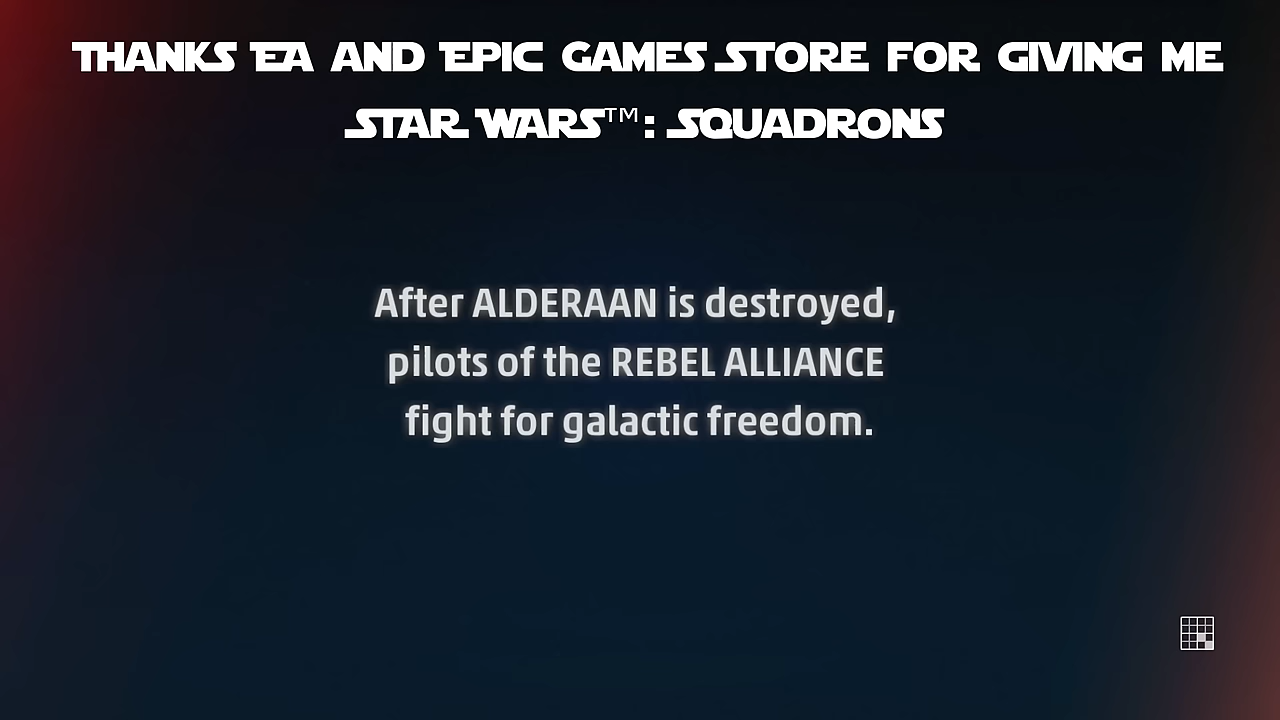 THANKS EA AND EPIC GAMES STORE FOR GIVING ME
STAR WARS™: SQUADRONS
After ALDERAAN is destroyed,
pilots of the REBEL ALLIANCE
fight for galactic freedom.